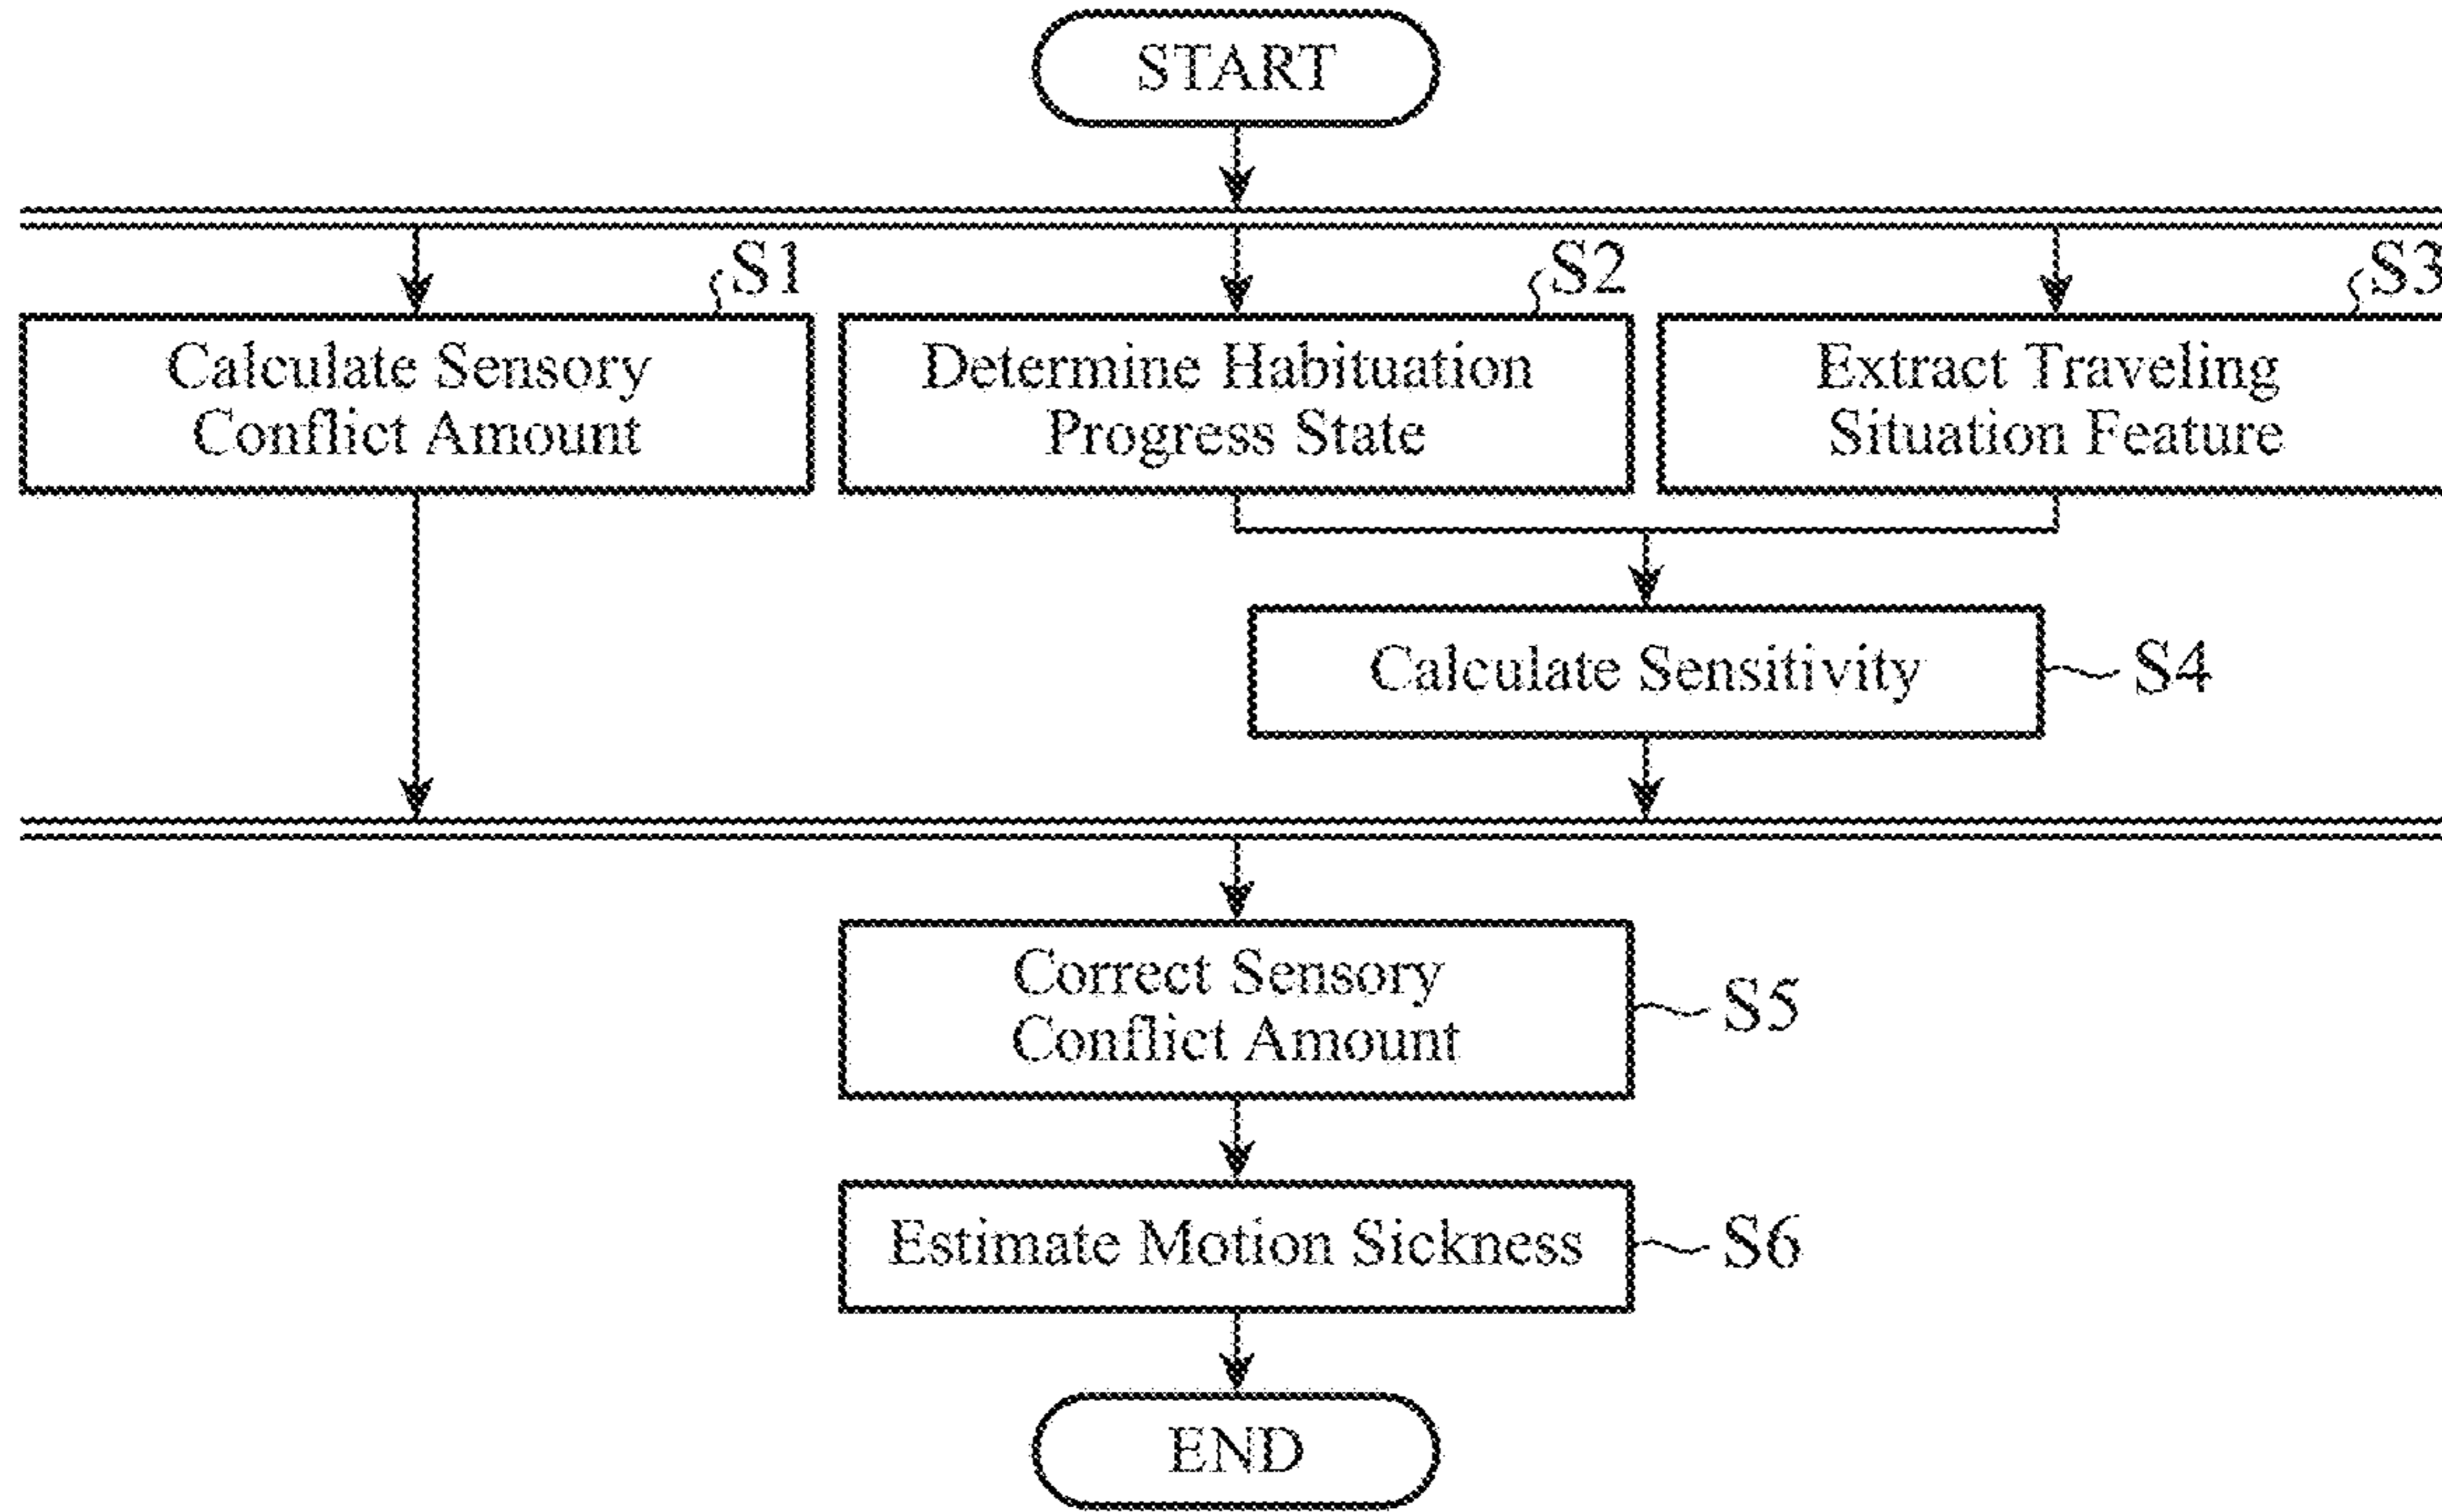 START
S1
S2
S3
Calculate Sensory
Conflict Amount
Determine Habituation
Progress State
Extract Traveling
Situation Feature
Calculate Sensitivity
S4
Correct Sensory
Conflict Amount
S5
Estimate Motion Sickness
S6
END